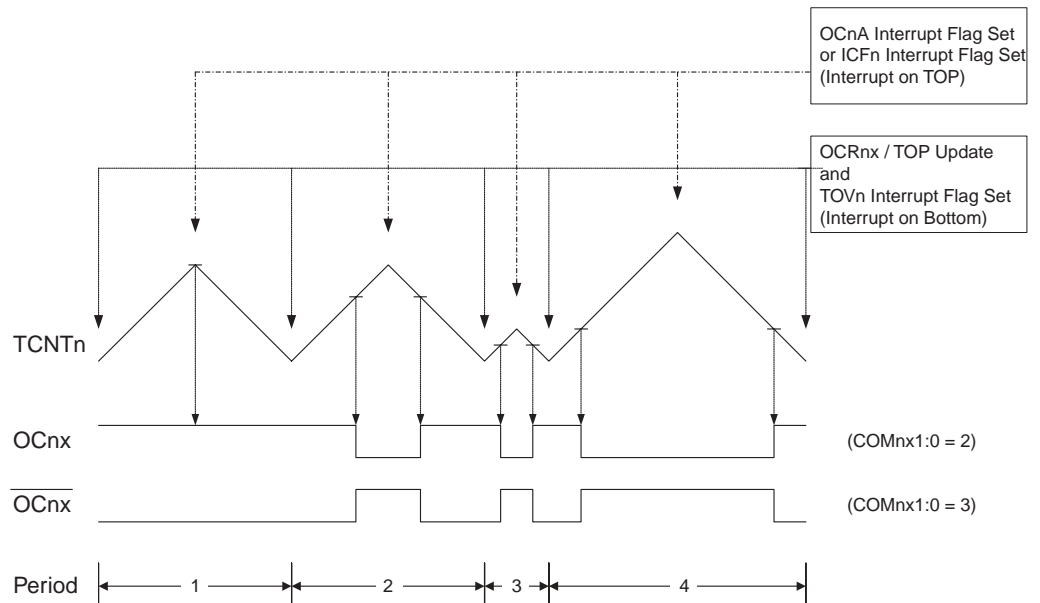 OCnA Interrupt Flag Set
or ICFn Interrupt Flag Set
(Interrupt on TOP)
OCRnx / TOP Update
and
TOVn Interrupt Flag Set
(Interrupt on Bottom)
TCNTn
OCnx
(COMnx1:0 = 2)
OCnx
(COMnx1:0 = 3)
Period 1 2 3 4